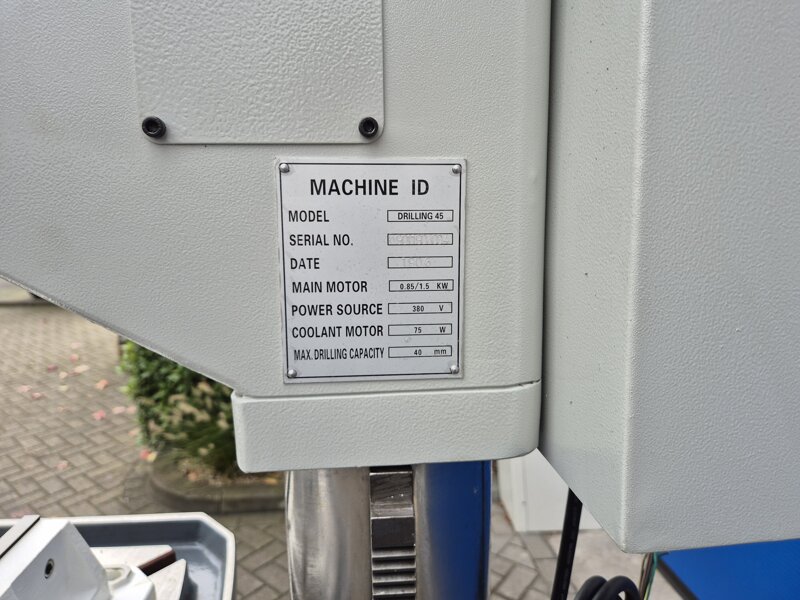 MACHINE ID
MODEL DRILLING 45
SERIAL NO.
DATE
MAIN MOTOR 0.85/1.5 KW
POWER SOURCE 380 V
COOLANT MOTOR 75 W
MAX. DRILLING CAPACITY 40 mm